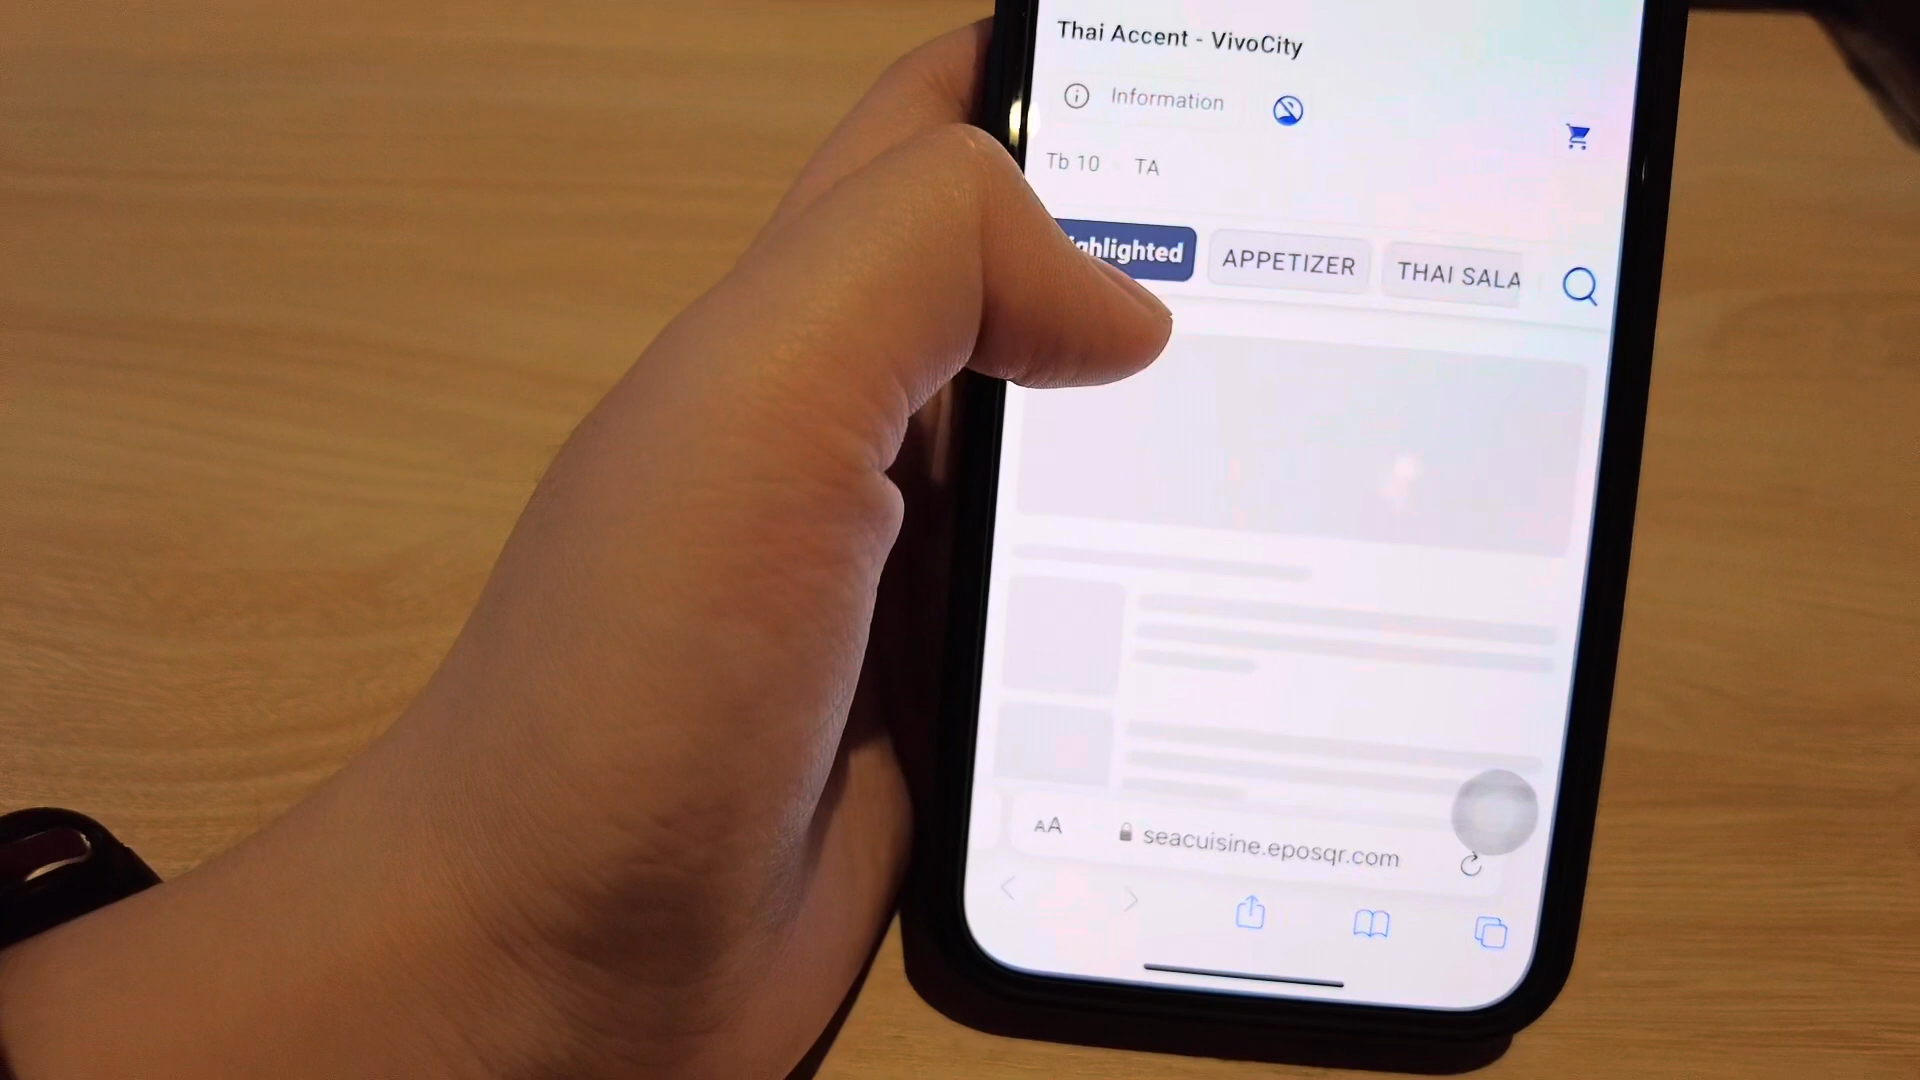 Thai Accent - VivoCity
Information
Tb 10 TA
ighlighted APPETIZER THAI SALA
AA seacuisine.eposqr.com